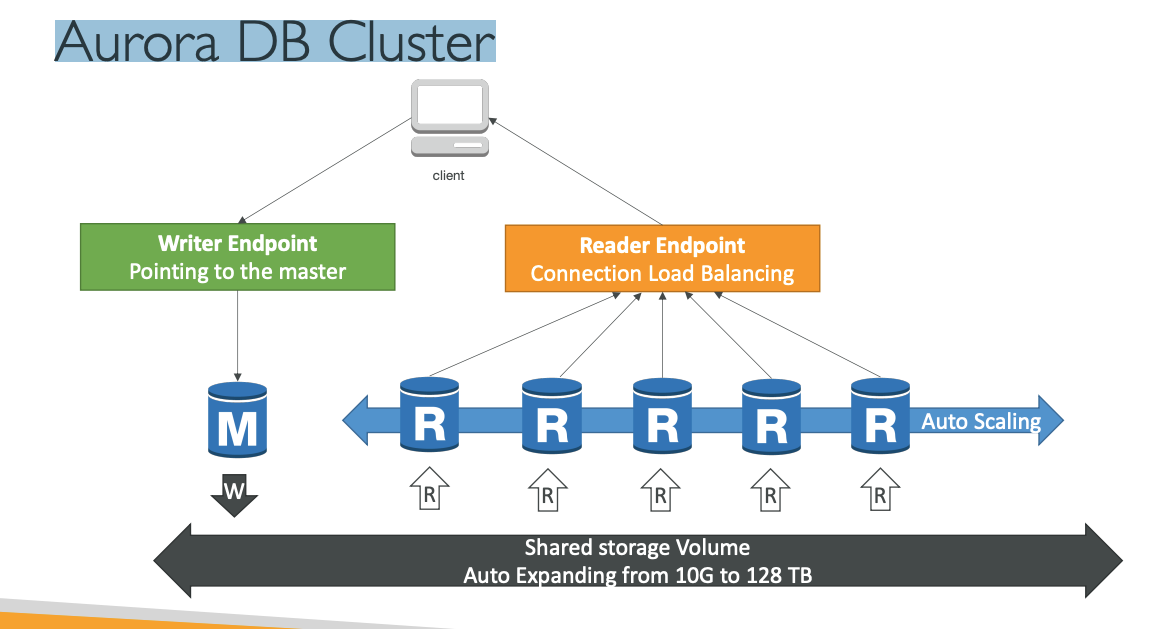 Aurora DB Cluster
client
Writer Endpoint
Pointing to the master
Reader Endpoint
Connection Load Balancing
M
R
R
R
R
R
Auto Scaling
W
R
R
R
R
R
Shared storage Volume
Auto Expanding from 10G to 128 TB